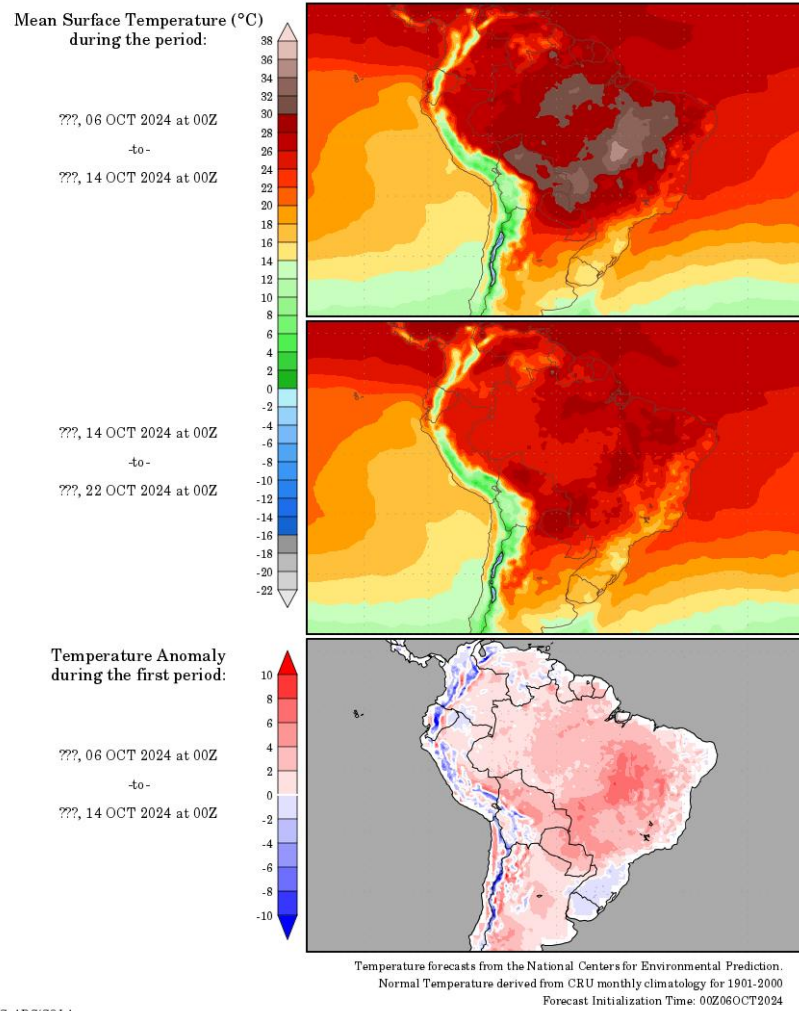 Mean Surface Temperature (°C)
during the period:
38
36
34
32
30
28
26
24
22
20
18
16
14
12
10
8
6
4
2
0
-2
-4
-6
-8
-10
-12
-14
-16
-18
-20
-22
???, 06 OCT 2024 at 00Z
-to-
???, 14 OCT 2024 at 00Z
???, 14 OCT 2024 at 00Z
-to-
???, 22 OCT 2024 at 00Z
Temperature Anomaly
during the first period:
10
8
6
4
2
0
-2
-4
-6
-8
-10
???, 06 OCT 2024 at 00Z
-to-
???, 14 OCT 2024 at 00Z
Temperature forecasts from the National Centers for Environmental Prediction.
Normal Temperature derived from CRU monthly climatology for 1901-2000
Forecast Initialization Time: 00Z06OCT2024